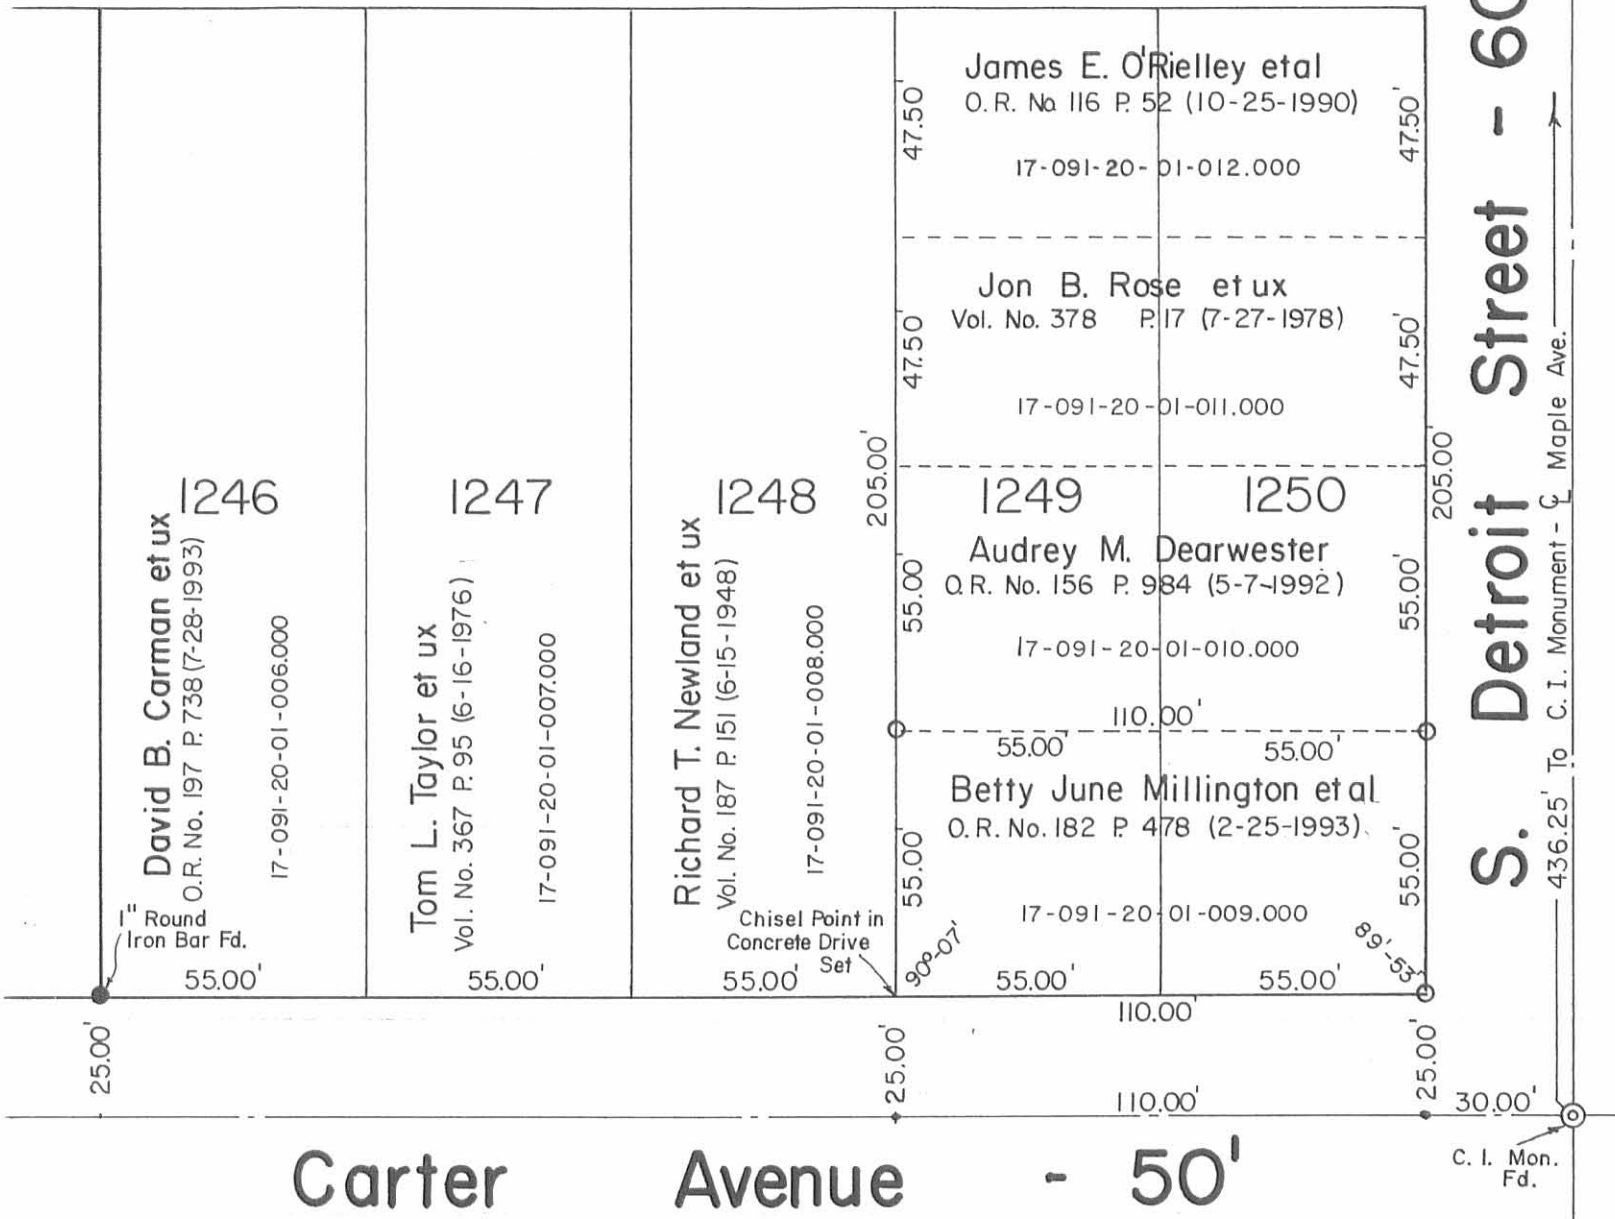 James E. O'Rielley etal
O. R. No. 116 P. 52 (10-25-1990)
17-091-20-01-012.000
47.50'
47.50'
Jon B. Rose et ux
Vol. No. 378 P. 17 (7-27-1978)
17-091-20-01-011.000
47.50'
47.50'
205.00'
205.00'
1246
1247
1248
1249
1250
David B. Carman et ux
O.R. No. 197 P. 738 (7-28-1993)
17-091-20-01-006.000
Tom L. Taylor et ux
Vol. No. 367 P. 95 (6-16-1976)
17-091-20-01-007.000
Richard T. Newland et ux
Vol. No. 187 P. 151 (6-15-1948)
17-091-20-01-008.000
Audrey M. Dearwester
O.R. No. 156 P. 984 (5-7-1992)
17-091-20-01-010.000
55.00'
55.00'
110.00'
55.00'
55.00'
Betty June Millington et al
O.R. No. 182 P. 478 (2-25-1993)
17-091-20-01-009.000
55.00'
55.00'
1" Round
Iron Bar Fd.
Chisel Point in
Concrete Drive
Set
90°-07'
89'-53'
55.00'
55.00'
55.00'
55.00'
55.00'
110.00'
25.00'
25.00'
25.00'
110.00'
30.00'
C. I. Mon.
Fd.
Carter Avenue - 50'
S. Detroit Street - 60
436.25' To C. I. Monument - ℄ Maple Ave.